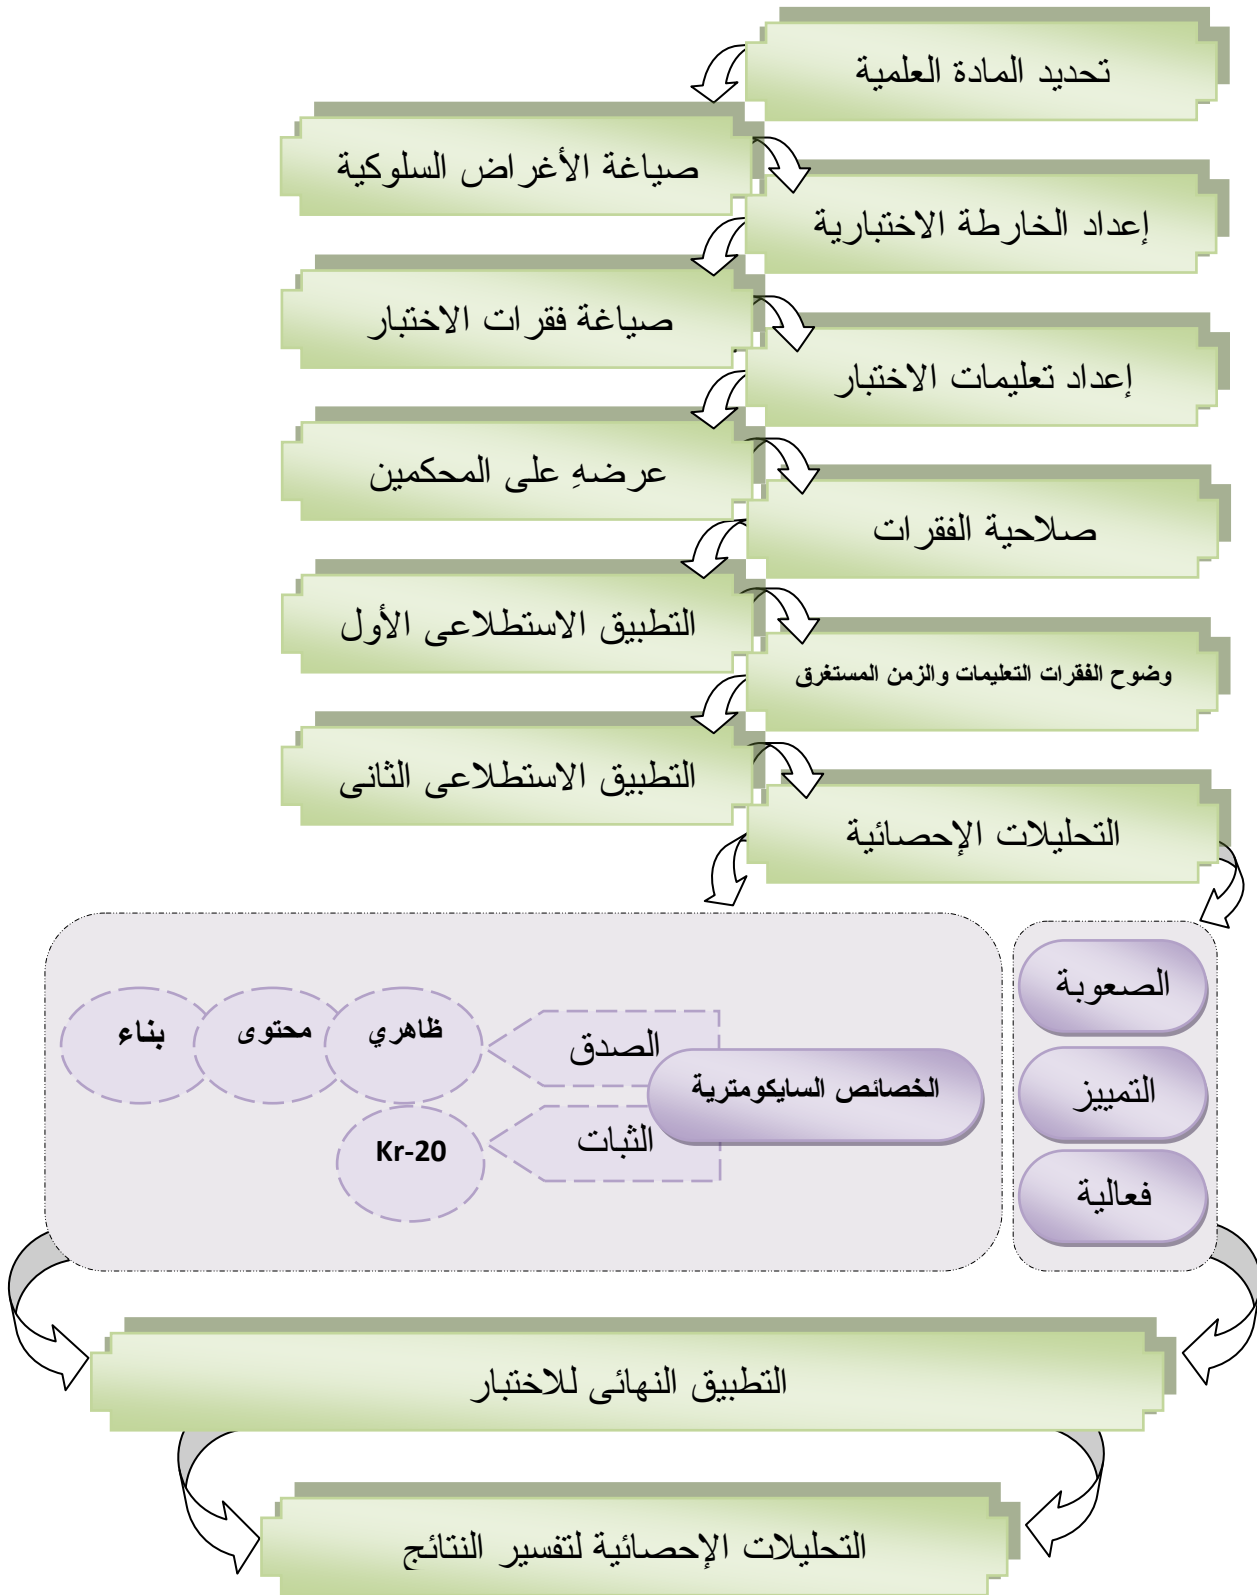 تحديد المادة العلمية
صياغة الأغراض السلوكية
إعداد الخارطة الاختبارية
صياغة فقرات الاختبار
إعداد تعليمات الاختبار
عرضهِ على المحكمين
صلاحية الفقرات
التطبيق الاستطلاعى الأول
وضوح الفقرات التعليمات والزمن المستغرق
التطبيق الاستطلاعى الثانى
التحليلات الإحصائية
الصعوبة
التمييز
فعالية
الخصائص السايكومترية
الصدق
ظاهري
محتوى
بناء
الثبات
Kr-20
التطبيق النهائى للاختبار
التحليلات الإحصائية لتفسير النتائج